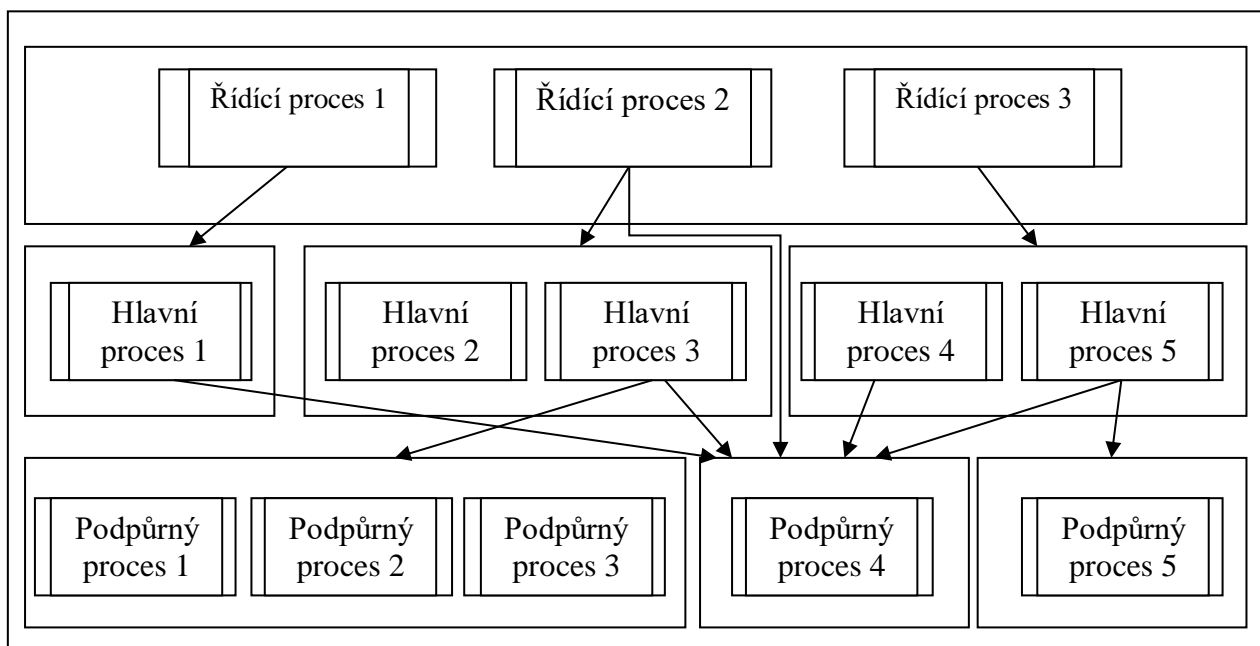 Řídící proces 1
Řídící proces 2
Řídící proces 3
Hlavní
proces 1
Hlavní
proces 2
Hlavní
proces 3
Hlavní
proces 4
Hlavní
proces 5
Podpůrný
proces 1
Podpůrný
proces 2
Podpůrný
proces 3
Podpůrný
proces 4
Podpůrný
proces 5